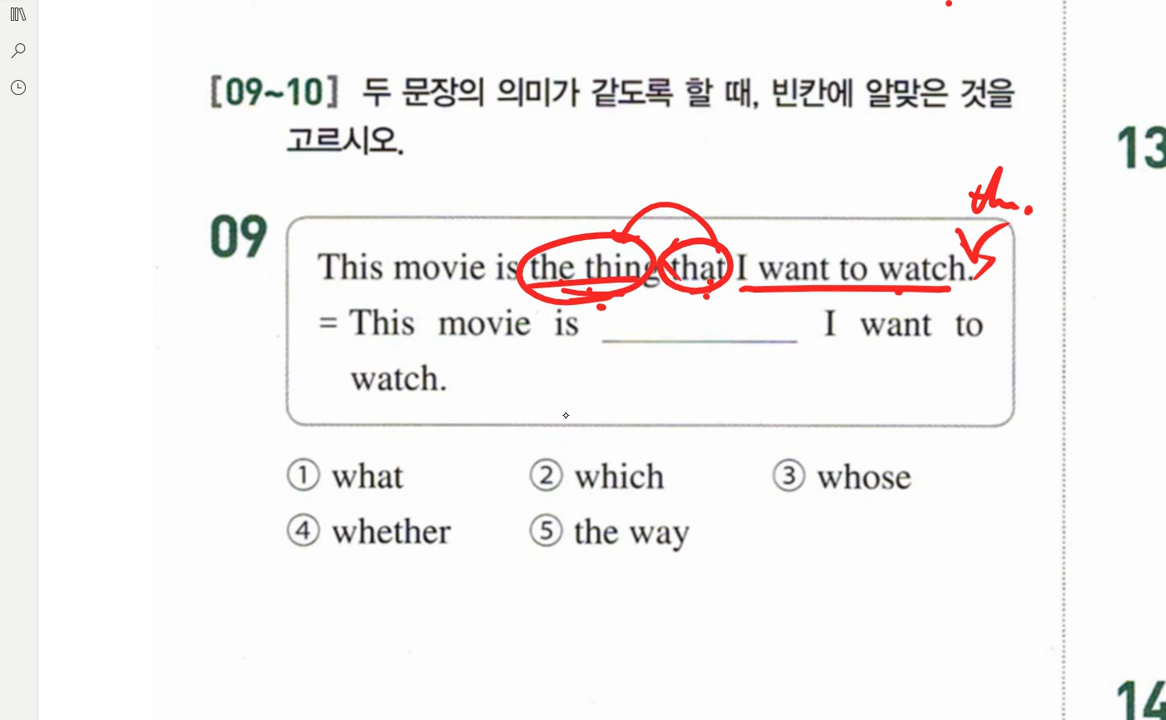 [09~10] 두 문장의 의미가 같도록 할 때, 빈칸에 알맞은 것을
고르시오.
13
th.
09
This movie is the thing that I want to watch.
= This movie is __________ I want to
watch.
① what ② which ③ whose
④ whether ⑤ the way
14